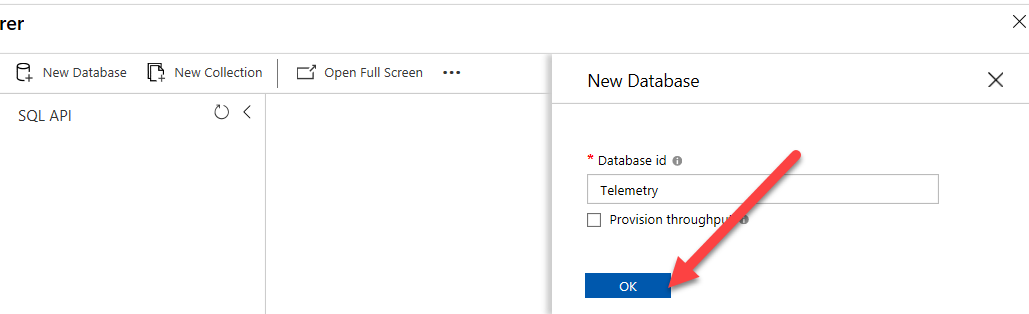 rer
New Database New Collection Open Full Screen ...
SQL API
New Database
* Database id
Telemetry
Provision throughput
OK